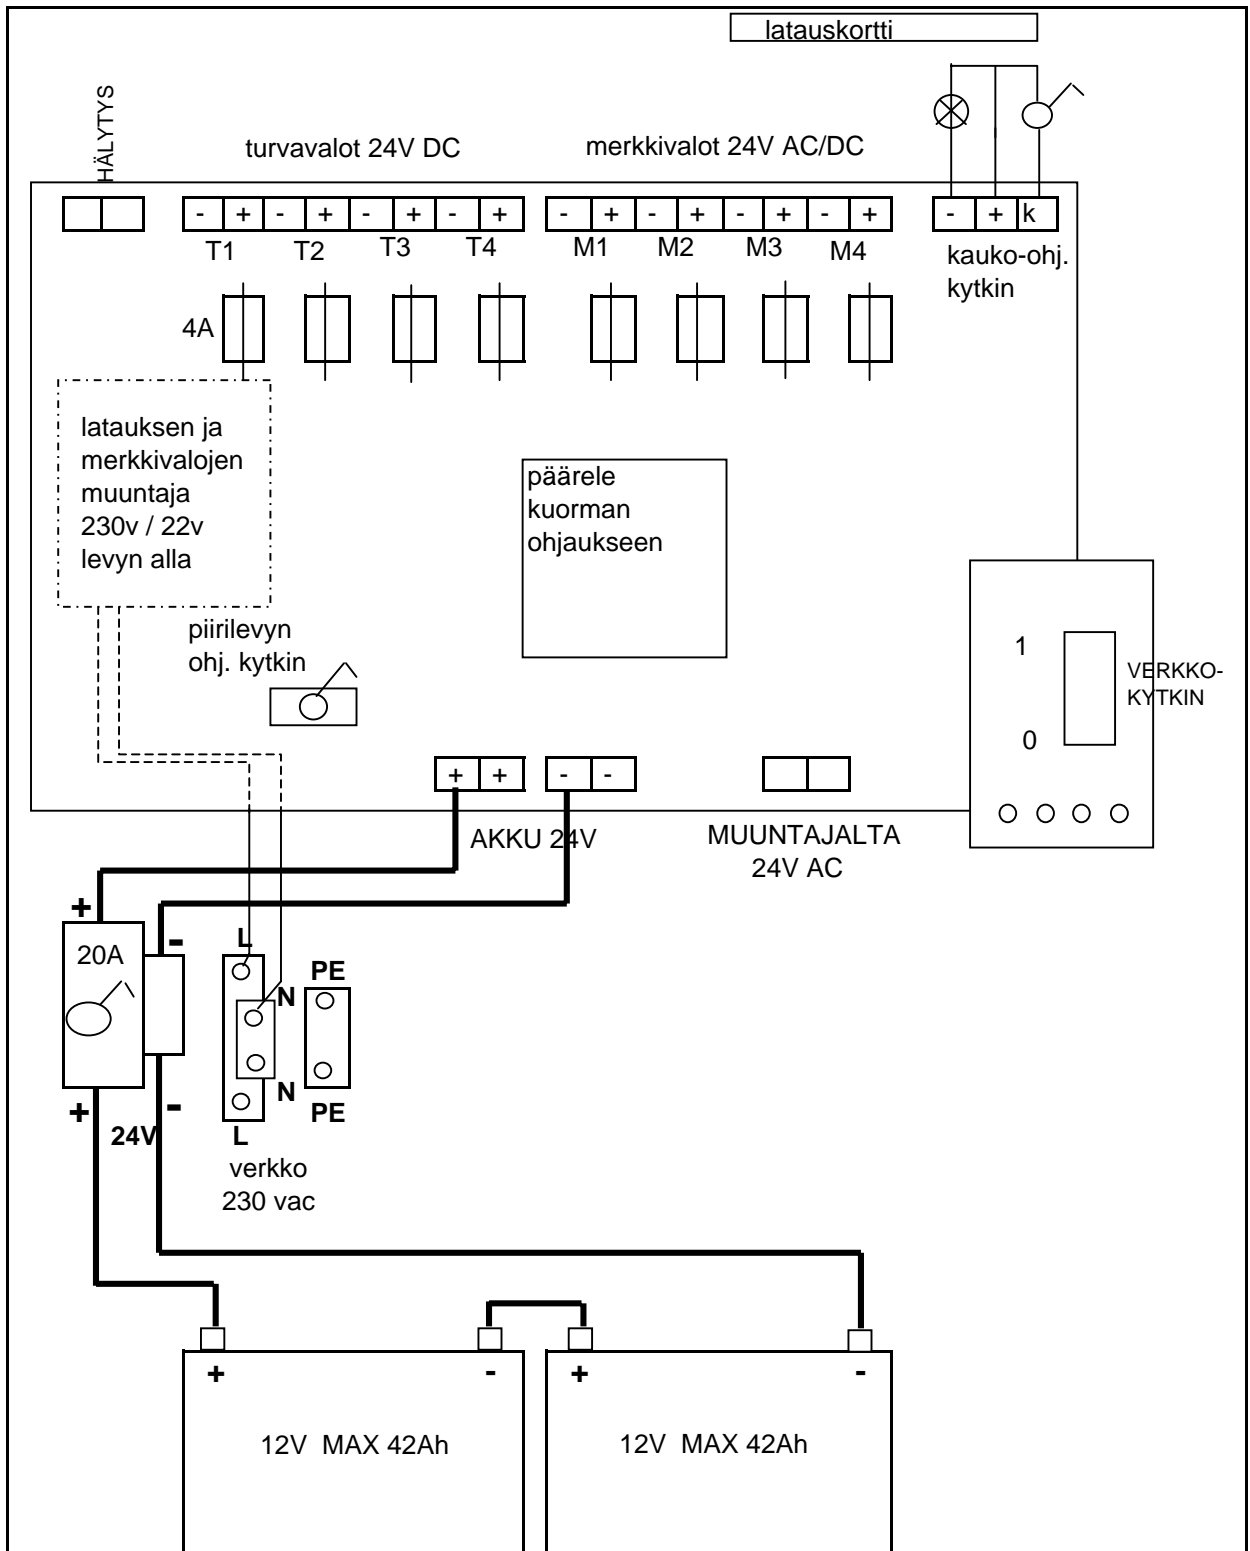 latauskortti
HÄLYTYS
turvavalot 24V DC
merkkivalot 24V AC/DC
- + - + - + - +
- + - + - + - +
- + k
T1 T2 T3 T4
M1 M2 M3 M4
kauko-ohj.
kytkin
4A
latauksen ja
merkkivalojen
muuntaja
230v / 22v
levyn alla
päärele
kuorman
ohjaukseen
piirilevyn
ohj. kytkin
1
0
VERKKO-
KYTKIN
+ + - -
AKKU 24V
MUUNTAJALTA
24V AC
+
-
20A
L
N
PE
N
PE
L
+
-
24V
verkko
230 vac
+ - + -
12V MAX 42Ah
12V MAX 42Ah